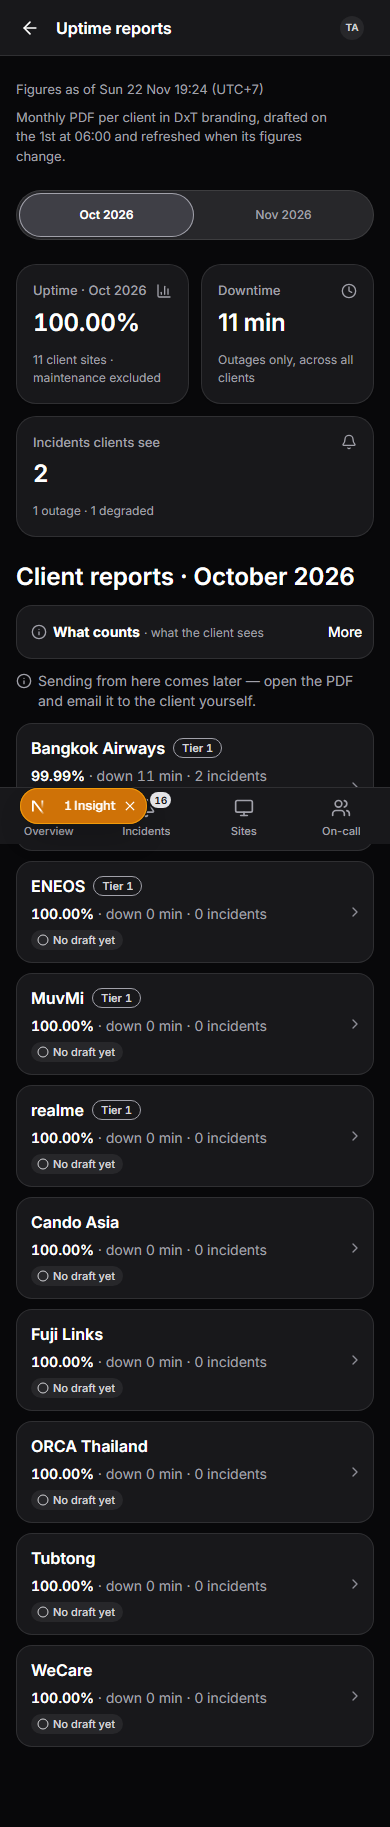 Uptime reports
TA
Figures as of Sun 22 Nov 19:24 (UTC+7)
Monthly PDF per client in DxT branding, drafted on
the 1st at 06:00 and refreshed when its figures
change.
Oct 2026
Nov 2026
Uptime · Oct 2026
100.00%
11 client sites ·
maintenance excluded
Downtime
11 min
Outages only, across all
clients
Incidents clients see
2
1 outage · 1 degraded
Client reports · October 2026
What counts · what the client sees
More
Sending from here comes later — open the PDF
and email it to the client yourself.
Bangkok Airways Tier 1
99.99% · down 11 min · 2 incidents
N 1 Insight
16
Overview
Incidents
Sites
On-call
ENEOS Tier 1
100.00% · down 0 min · 0 incidents
No draft yet
MuvMi Tier 1
100.00% · down 0 min · 0 incidents
No draft yet
realme Tier 1
100.00% · down 0 min · 0 incidents
No draft yet
Cando Asia
100.00% · down 0 min · 0 incidents
No draft yet
Fuji Links
100.00% · down 0 min · 0 incidents
No draft yet
ORCA Thailand
100.00% · down 0 min · 0 incidents
No draft yet
Tubtong
100.00% · down 0 min · 0 incidents
No draft yet
WeCare
100.00% · down 0 min · 0 incidents
No draft yet